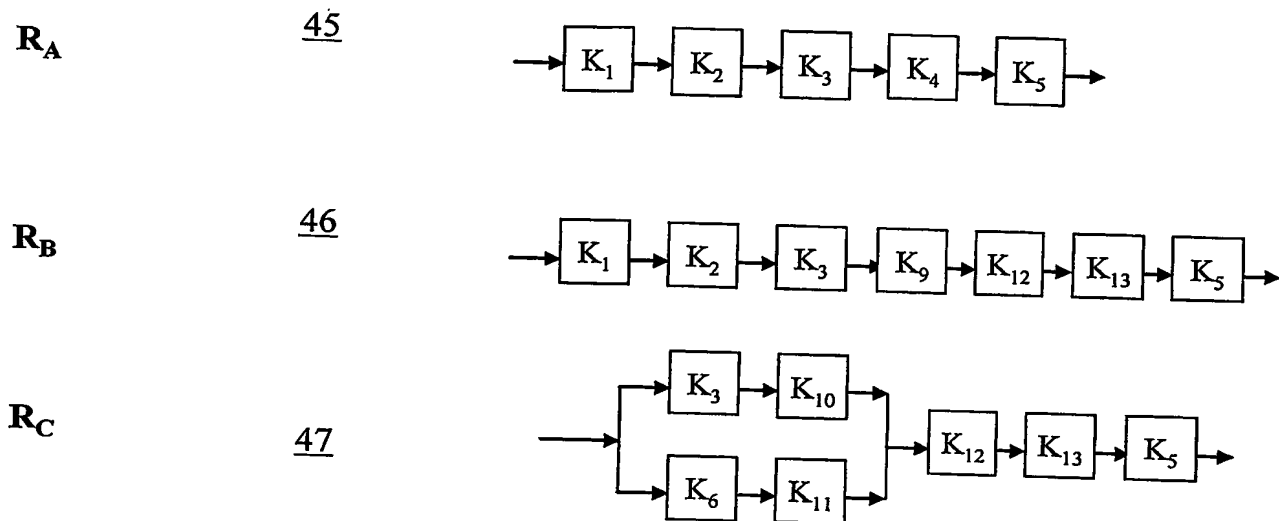 R_A 45 K_1 K_2 K_3 K_4 K_5
R_B 46 K_1 K_2 K_3 K_9 K_12 K_13 K_5
K_3 K_10
R_C 47 K_12 K_13 K_5
K_6 K_11